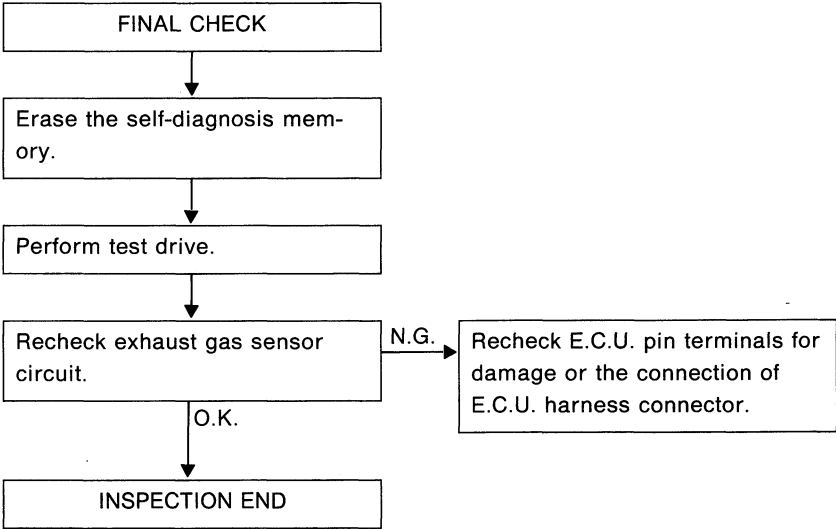 FINAL CHECK
Erase the self-diagnosis mem-
ory.
Perform test drive.
Recheck exhaust gas sensor
circuit.
N.G.
Recheck E.C.U. pin terminals for
damage or the connection of
E.C.U. harness connector.
O.K.
INSPECTION END